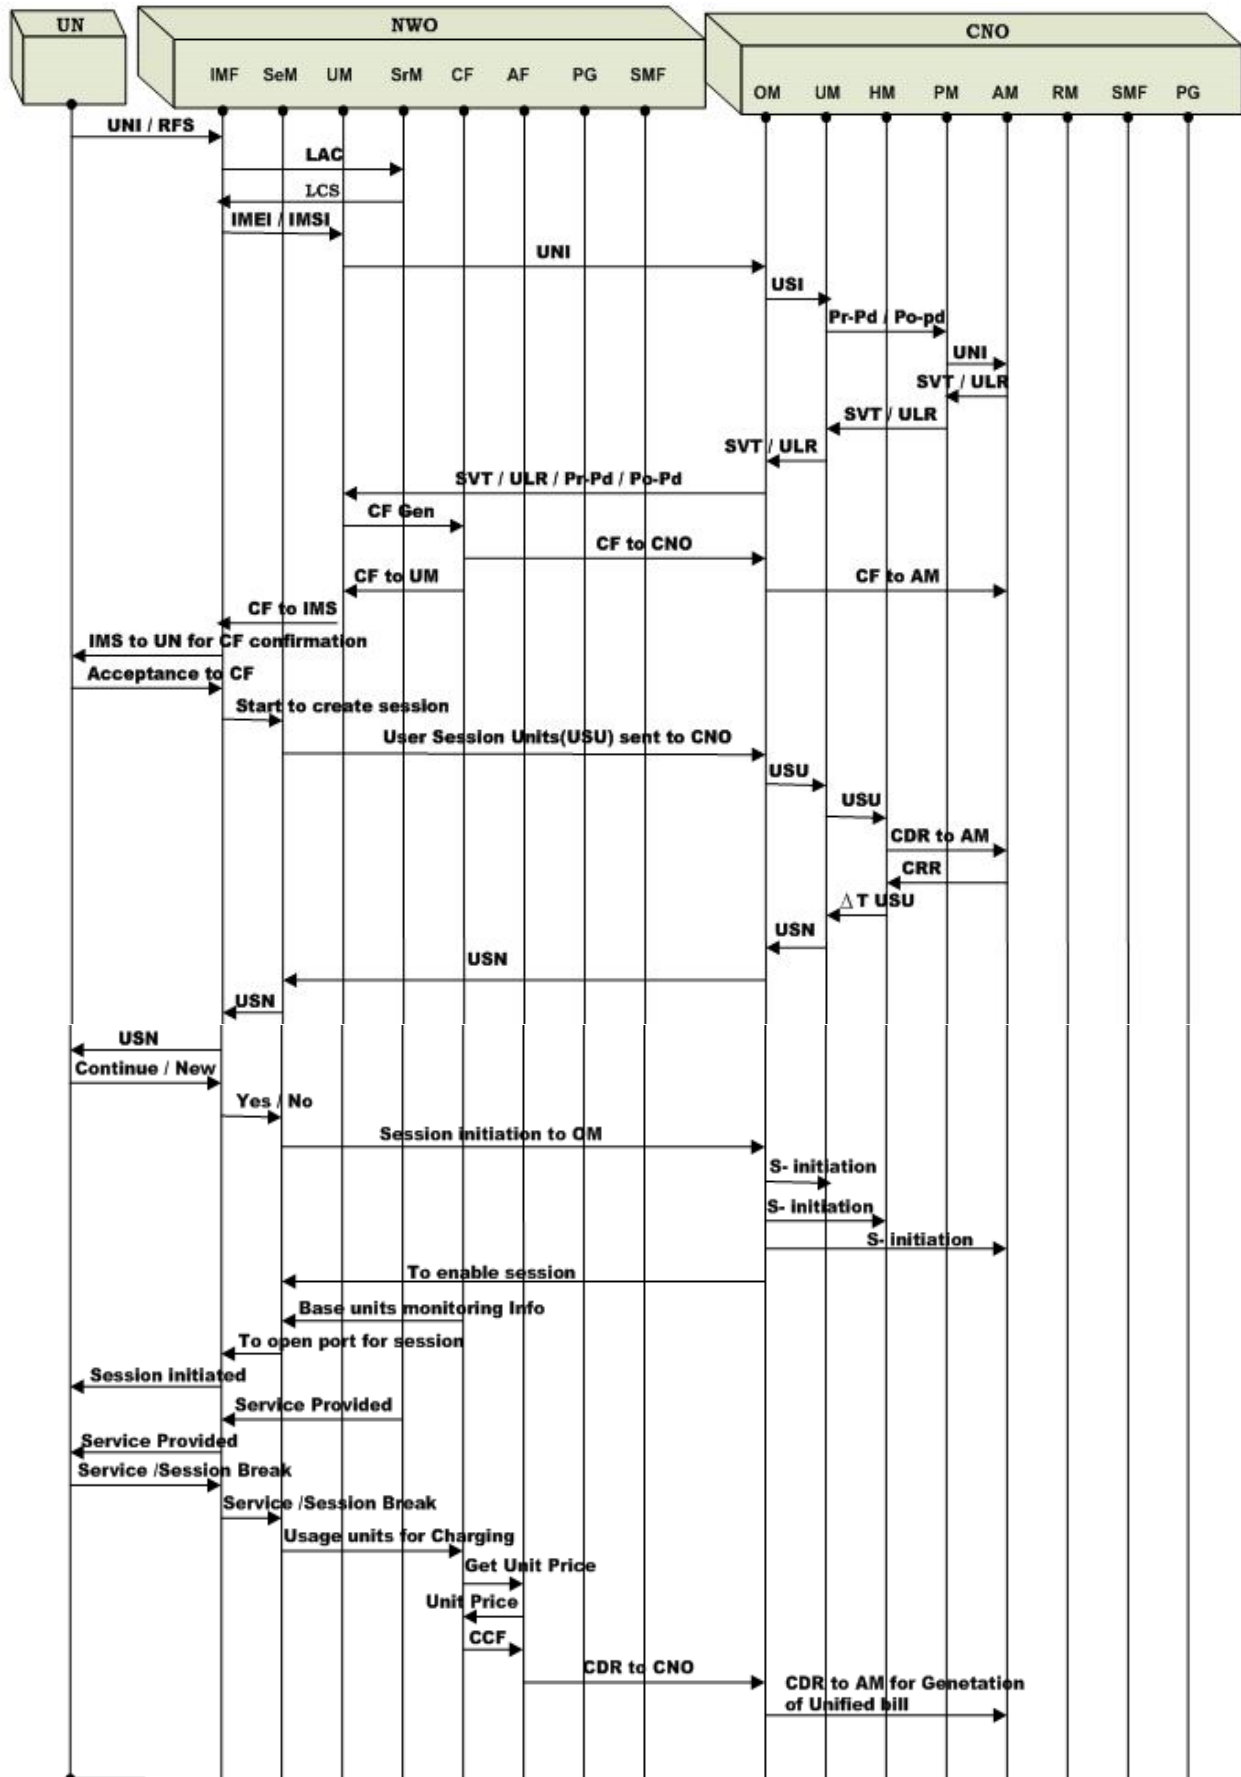 UN
NWO
CNO
IMF SeM UM SrM CF AF PG SMF
OM UM HM PM AM RM SMF PG
UNI / RFS
LAC
LCS
IMEI / IMSI
UNI
USI
Pr-Pd / Po-pd
UNI
SVT / ULR
SVT / ULR
SVT / ULR
SVT / ULR / Pr-Pd / Po-Pd
CF Gen
CF to CNO
CF to UM
CF to AM
CF to IMS
IMS to UN for CF confirmation
Acceptance to CF
Start to create session
User Session Units(USU) sent to CNO
USU
USU
CDR to AM
CRR
ΔT USU
USN
USN
USN
USN
Continue / New
Yes / No
Session initiation to OM
S- initiation
S- initiation
S- initiation
To enable session
Base units monitoring Info
To open port for session
Session initiated
Service Provided
Service Provided
Service /Session Break
Service /Session Break
Usage units for Charging
Get Unit Price
Unit Price
CCF
CDR to CNO
CDR to AM for Genetation
of Unified bill